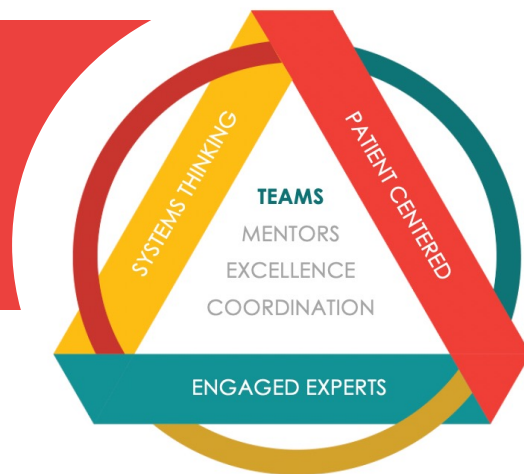 SYSTEMS THINKING
PATIENT CENTERED
TEAMS
MENTORS
EXCELLENCE
COORDINATION
ENGAGED EXPERTS